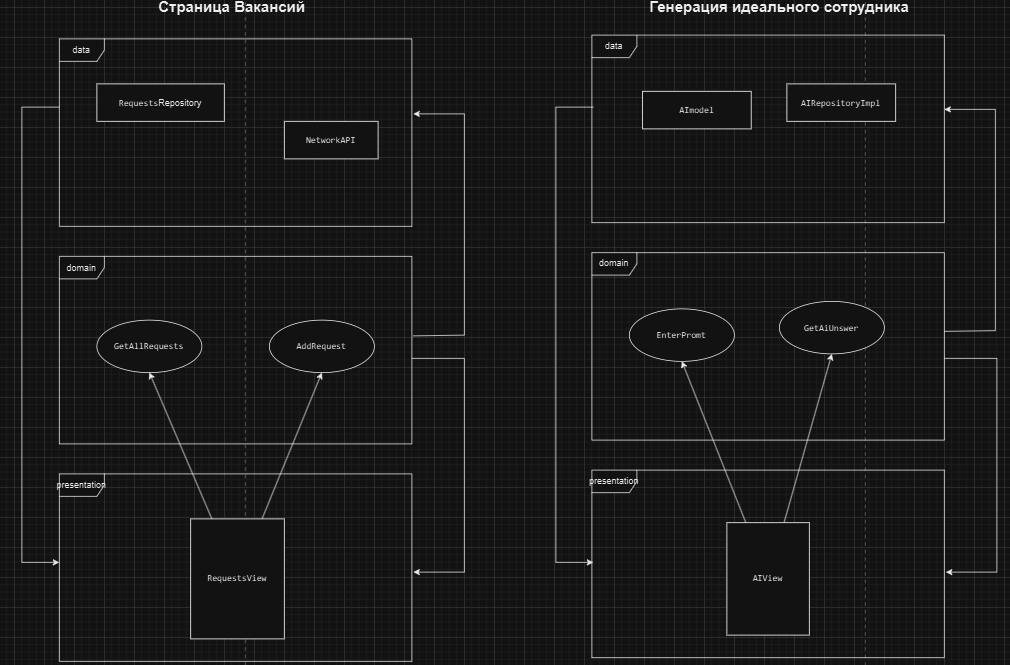 Страница Вакансий
data
RequestsRepository
NetworkAPI
domain
GetAllRequests
AddRequest
presentation
RequestsView
Генерация идеального сотрудника
data
AImodel
AIRepositoryImpl
domain
EnterPromt
GetAiUnswer
presentation
AIView